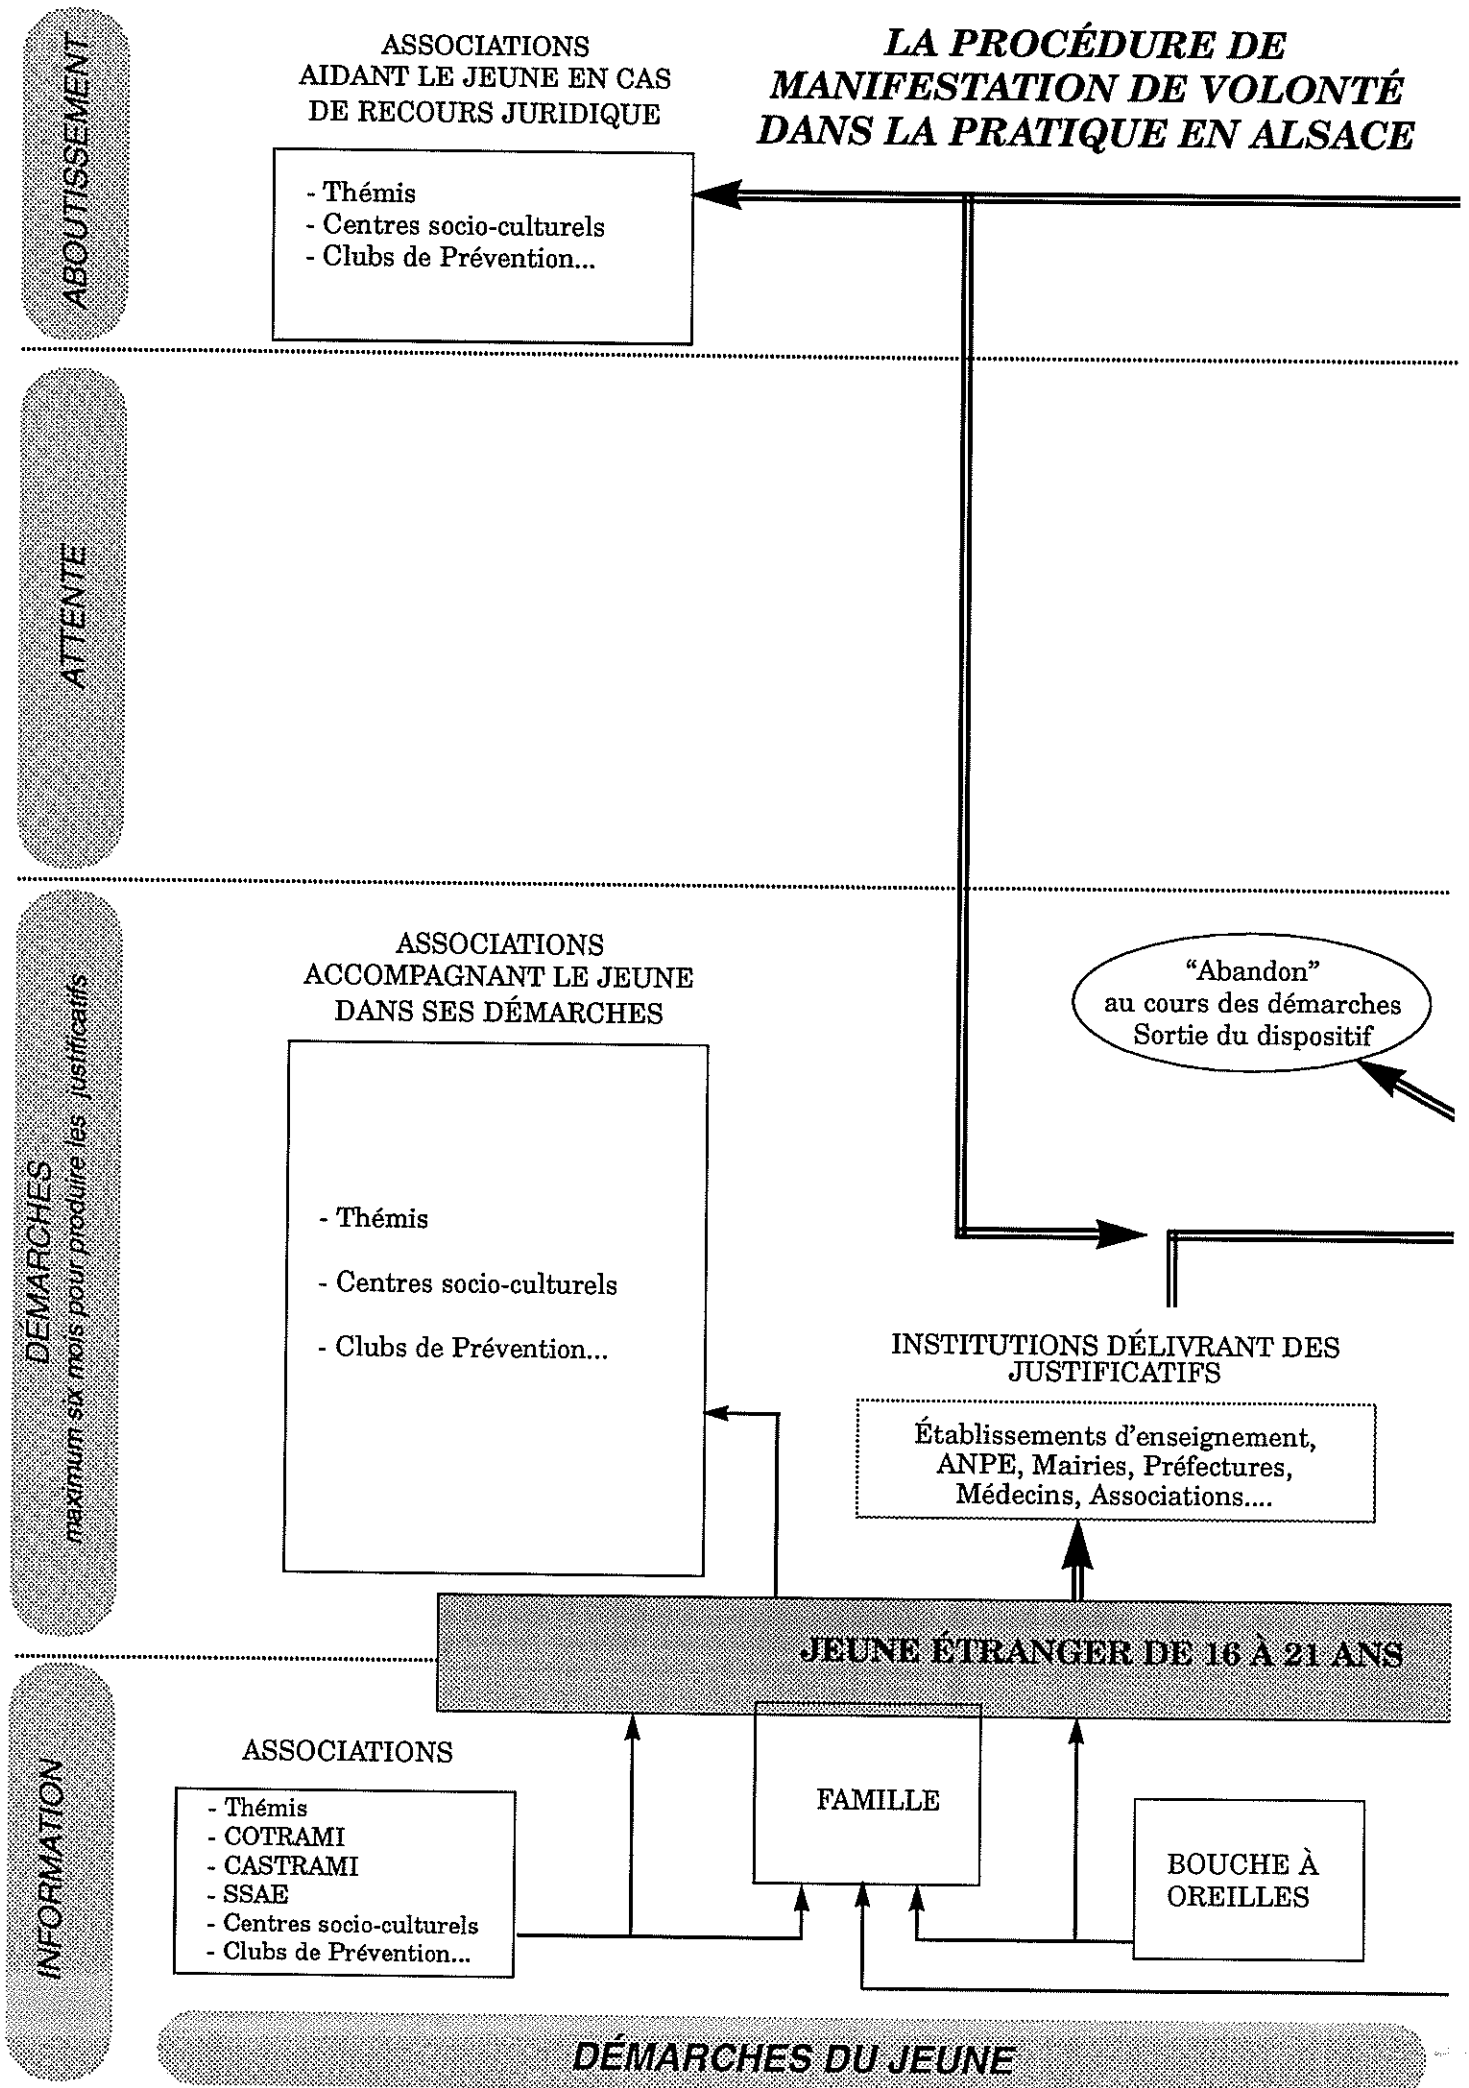 LA PROCÉDURE DE
MANIFESTATION DE VOLONTÉ
DANS LA PRATIQUE EN ALSACE
ABOUTISSEMENT
ASSOCIATIONS
AIDANT LE JEUNE EN CAS
DE RECOURS JURIDIQUE
- Thémis
- Centres socio-culturels
- Clubs de Prévention...
ATTENTE
DÉMARCHES
maximum six mois pour produire les justificatifs
ASSOCIATIONS
ACCOMPAGNANT LE JEUNE
DANS SES DÉMARCHES
- Thémis
- Centres socio-culturels
- Clubs de Prévention...
"Abandon"
au cours des démarches
Sortie du dispositif
INSTITUTIONS DÉLIVRANT DES
JUSTIFICATIFS
Établissements d'enseignement,
ANPE, Mairies, Préfectures,
Médecins, Associations....
JEUNE ÉTRANGER DE 16 À 21 ANS
INFORMATION
ASSOCIATIONS
- Thémis
- COTRAMI
- CASTRAMI
- SSAE
- Centres socio-culturels
- Clubs de Prévention...
FAMILLE
BOUCHE À
OREILLES
DÉMARCHES DU JEUNE